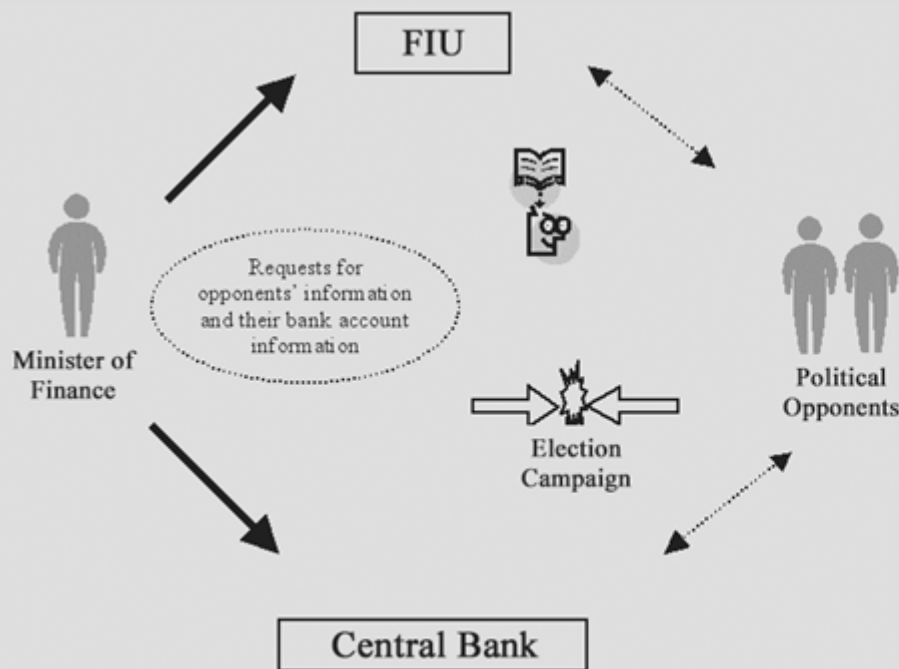 FIU
Requests for
opponents' information
and their bank account
information
Minister of
Finance
Political
Opponents
Election
Campaign
Central Bank